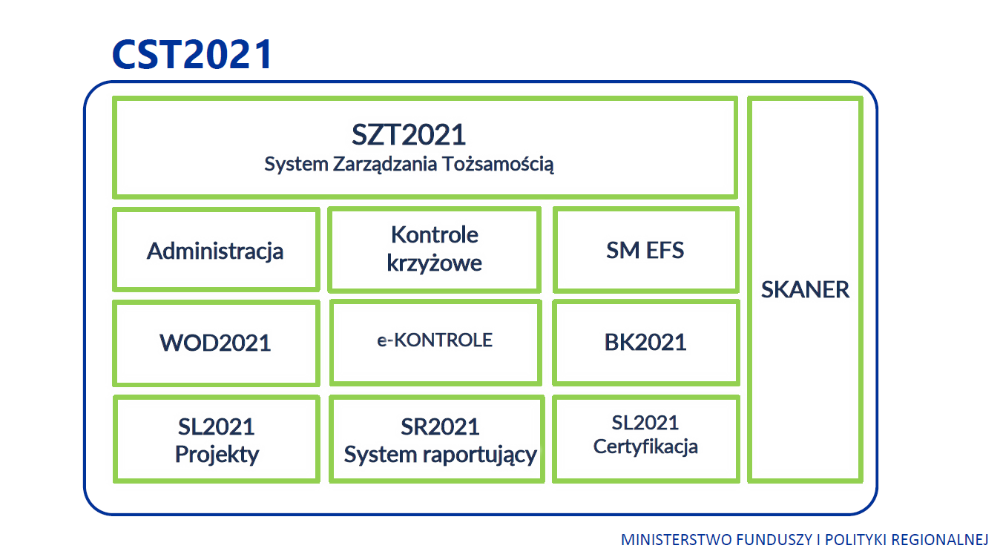 CST2021
SZT2021
System Zarządzania Tożsamością
Administracja
Kontrole
krzyżowe
SM EFS
SKANER
WOD2021
e-KONTROLE
BK2021
SL2021
Projekty
SR2021
System raportujący
SL2021
Certyfikacja
MINISTERSTWO FUNDUSZY I POLITYKI REGIONALNEJ